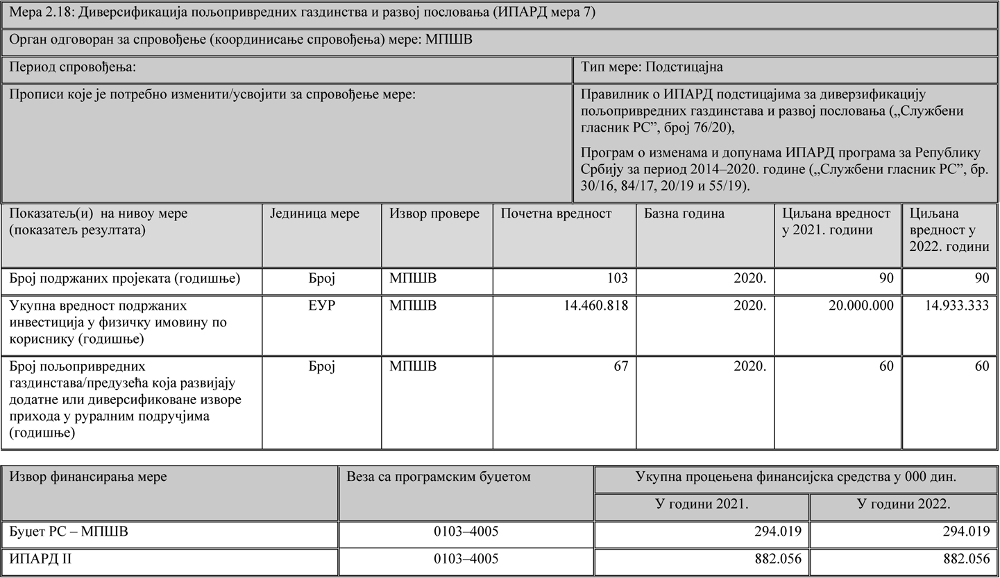 Мера 2.18: Диверсификација пољопривредних газдинства и развој пословања (ИПАРД мера 7)
Орган одговоран за спровођење (координисање спровођења) мере: МПШВ
Период спровођења:
Тип мере: Подстицајна
Прописи које је потребно изменити/усвојити за спровођење мере:
Правилник о ИПАРД подстицајима за диверзификацију
пољопривредних газдинстава и развој пословања („Службени
гласник РС”, број 76/20),
Програм о изменама и допунама ИПАРД програма за Републику
Србију за период 2014–2020. године („Службени гласник РС”, бр.
30/16, 84/17, 20/19 и 55/19).
Показатељ(и) на нивоу мере
(показатељ резултата)
Јединица мере
Извор провере
Почетна вредност
Базна година
Циљана вредност
у 2021. години
Циљана
вредност у
2022. години
Број подржаних пројеката (годишње)
Број
МПШВ
103
2020.
90
90
Укупна вредност подржаних
инвестиција у физичку имовину по
кориснику (годишње)
ЕУР
МПШВ
14.460.818
2020.
20.000.000
14.933.333
Број пољопривредних
газдинстава/предузећа која развијају
додатне или диверсификоване изворе
прихода у руралним подручјима
(годишње)
Број
МПШВ
67
2020.
60
60
Извор финансирања мере
Веза са програмским буџетом
Укупна процењена финансијска средства у 000 дин.
У години 2021.
У години 2022.
Буџет РС – МПШВ
0103–4005
294.019
294.019
ИПАРД II
0103–4005
882.056
882.056